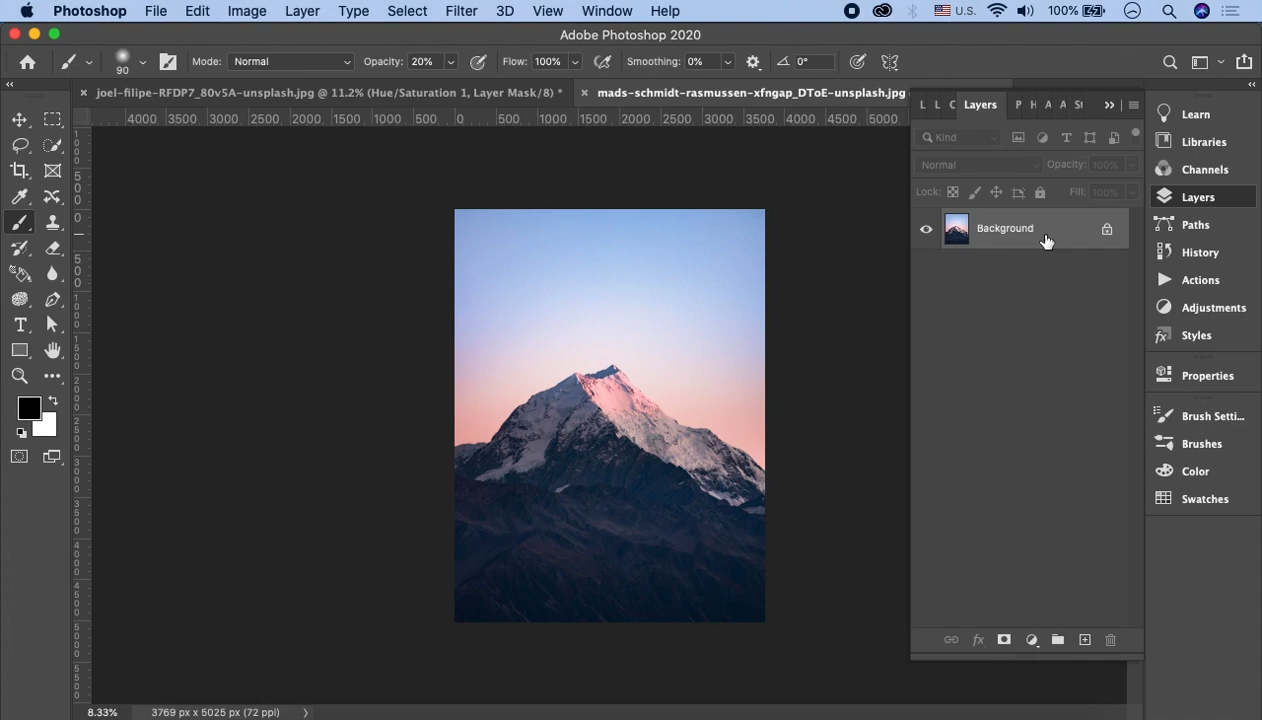 Photoshop File Edit Image Layer Type Select Filter 3D View Window Help U.S. 100%
Adobe Photoshop 2020
90 Mode: Normal Opacity: 20% Flow: 100% Smoothing: 0% 0°
joel-filipe-RFDP7_80v5A-unsplash.jpg @ 11.2% (Hue/Saturation 1, Layer Mask/8) *
mads-schmidt-rasmussen-xfngap_DToE-unsplash.jpg
L L C Layers P H A A St
4000 3500 3000 2500 2000 1500 1000 500 0 500 1000 1500 2000 2500 3000 3500 4000 4500 5000
Kind
Normal Opacity: 100%
Lock: Fill: 100%
Background
Learn
Libraries
Channels
Layers
Paths
History
Actions
Adjustments
Styles
Properties
Brush Setti...
Brushes
Color
Swatches
8.33% 3769 px x 5025 px (72 ppi)